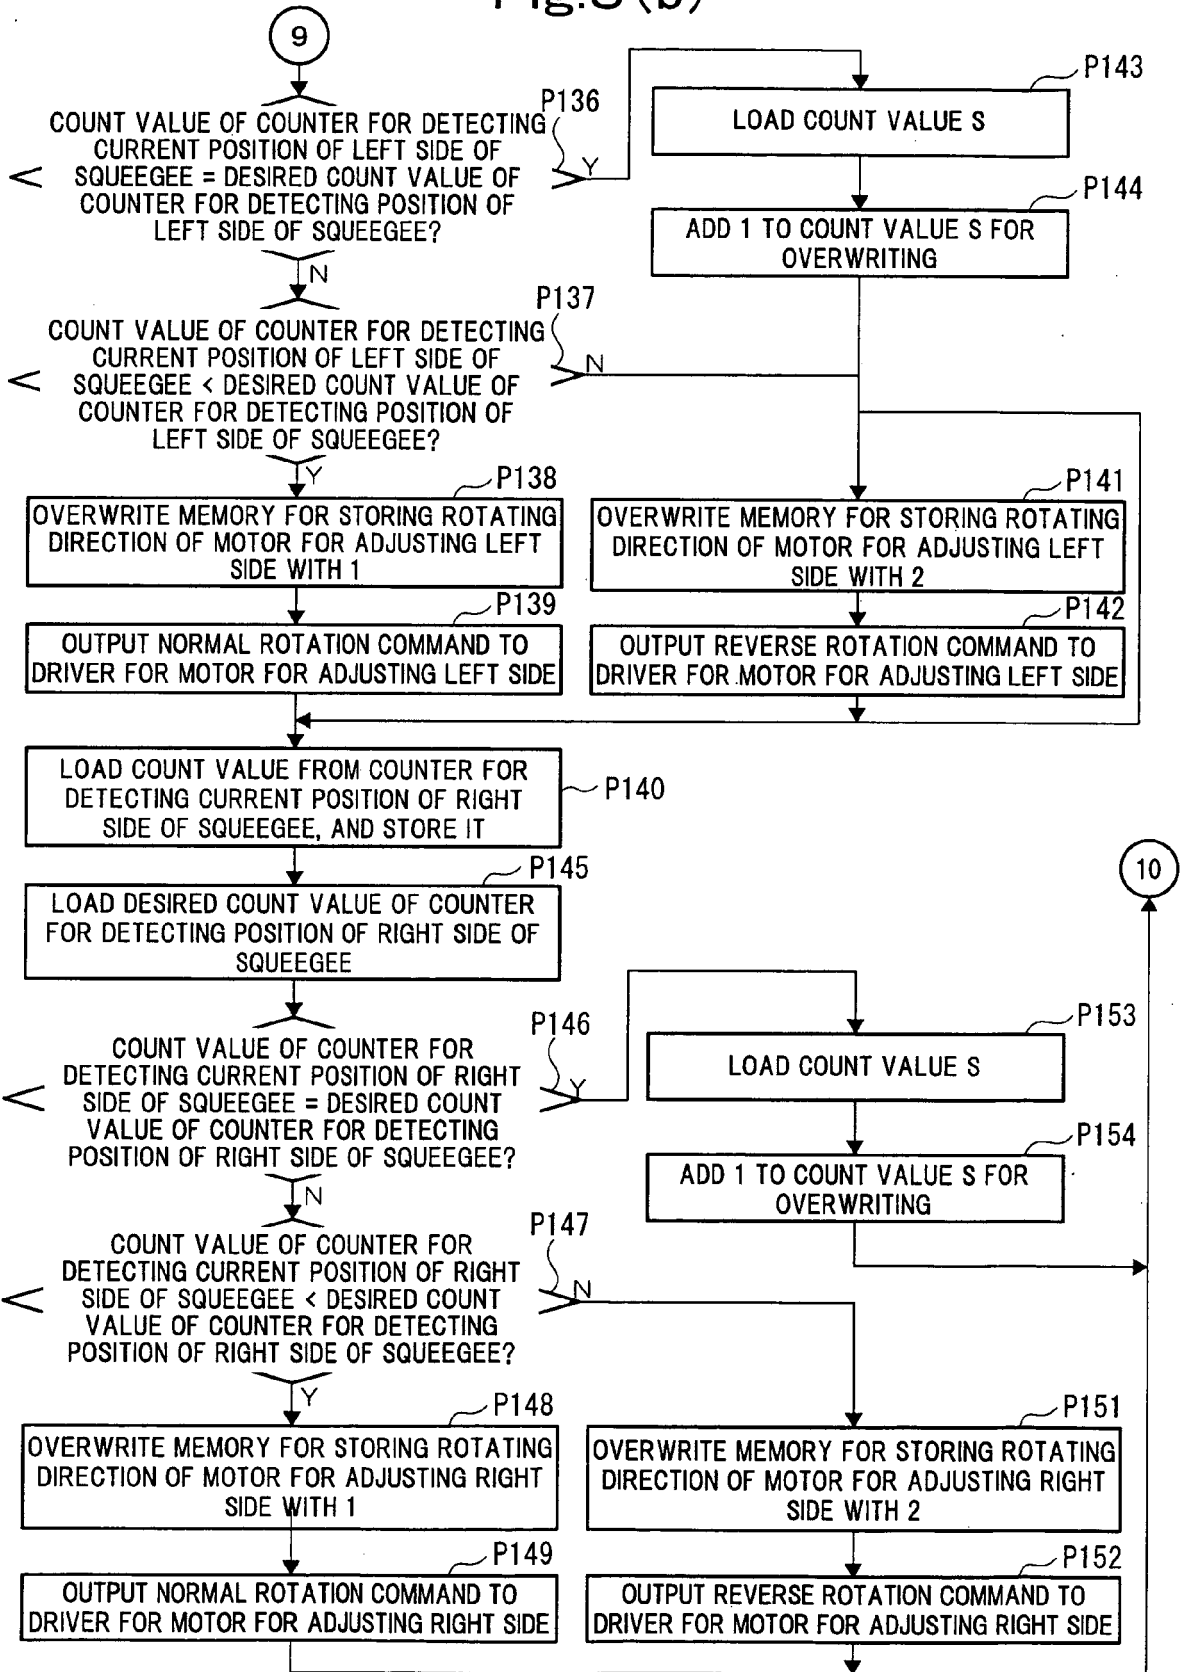 9
COUNT VALUE OF COUNTER FOR DETECTING
CURRENT POSITION OF LEFT SIDE OF
SQUEEGEE = DESIRED COUNT VALUE OF
COUNTER FOR DETECTING POSITION OF
LEFT SIDE OF SQUEEGEE?
P136
Y
N
P143
LOAD COUNT VALUE S
P144
ADD 1 TO COUNT VALUE S FOR
OVERWRITING
P137
COUNT VALUE OF COUNTER FOR DETECTING
CURRENT POSITION OF LEFT SIDE OF
SQUEEGEE < DESIRED COUNT VALUE OF
COUNTER FOR DETECTING POSITION OF
LEFT SIDE OF SQUEEGEE?
N
Y
P138
OVERWRITE MEMORY FOR STORING ROTATING
DIRECTION OF MOTOR FOR ADJUSTING LEFT
SIDE WITH 1
P141
OVERWRITE MEMORY FOR STORING ROTATING
DIRECTION OF MOTOR FOR ADJUSTING LEFT
SIDE WITH 2
P139
OUTPUT NORMAL ROTATION COMMAND TO
DRIVER FOR MOTOR FOR ADJUSTING LEFT SIDE
P142
OUTPUT REVERSE ROTATION COMMAND TO
DRIVER FOR MOTOR FOR ADJUSTING LEFT SIDE
LOAD COUNT VALUE FROM COUNTER FOR
DETECTING CURRENT POSITION OF RIGHT
SIDE OF SQUEEGEE, AND STORE IT
P140
P145
LOAD DESIRED COUNT VALUE OF COUNTER
FOR DETECTING POSITION OF RIGHT SIDE OF
SQUEEGEE
10
P146
COUNT VALUE OF COUNTER FOR
DETECTING CURRENT POSITION OF RIGHT
SIDE OF SQUEEGEE = DESIRED COUNT
VALUE OF COUNTER FOR DETECTING
POSITION OF RIGHT SIDE OF SQUEEGEE?
Y
N
P153
LOAD COUNT VALUE S
P154
ADD 1 TO COUNT VALUE S FOR
OVERWRITING
P147
COUNT VALUE OF COUNTER FOR
DETECTING CURRENT POSITION OF RIGHT
SIDE OF SQUEEGEE < DESIRED COUNT
VALUE OF COUNTER FOR DETECTING
POSITION OF RIGHT SIDE OF SQUEEGEE?
N
Y
P148
OVERWRITE MEMORY FOR STORING ROTATING
DIRECTION OF MOTOR FOR ADJUSTING RIGHT
SIDE WITH 1
P151
OVERWRITE MEMORY FOR STORING ROTATING
DIRECTION OF MOTOR FOR ADJUSTING RIGHT
SIDE WITH 2
P149
OUTPUT NORMAL ROTATION COMMAND TO
DRIVER FOR MOTOR FOR ADJUSTING RIGHT SIDE
P152
OUTPUT REVERSE ROTATION COMMAND TO
DRIVER FOR MOTOR FOR ADJUSTING RIGHT SIDE